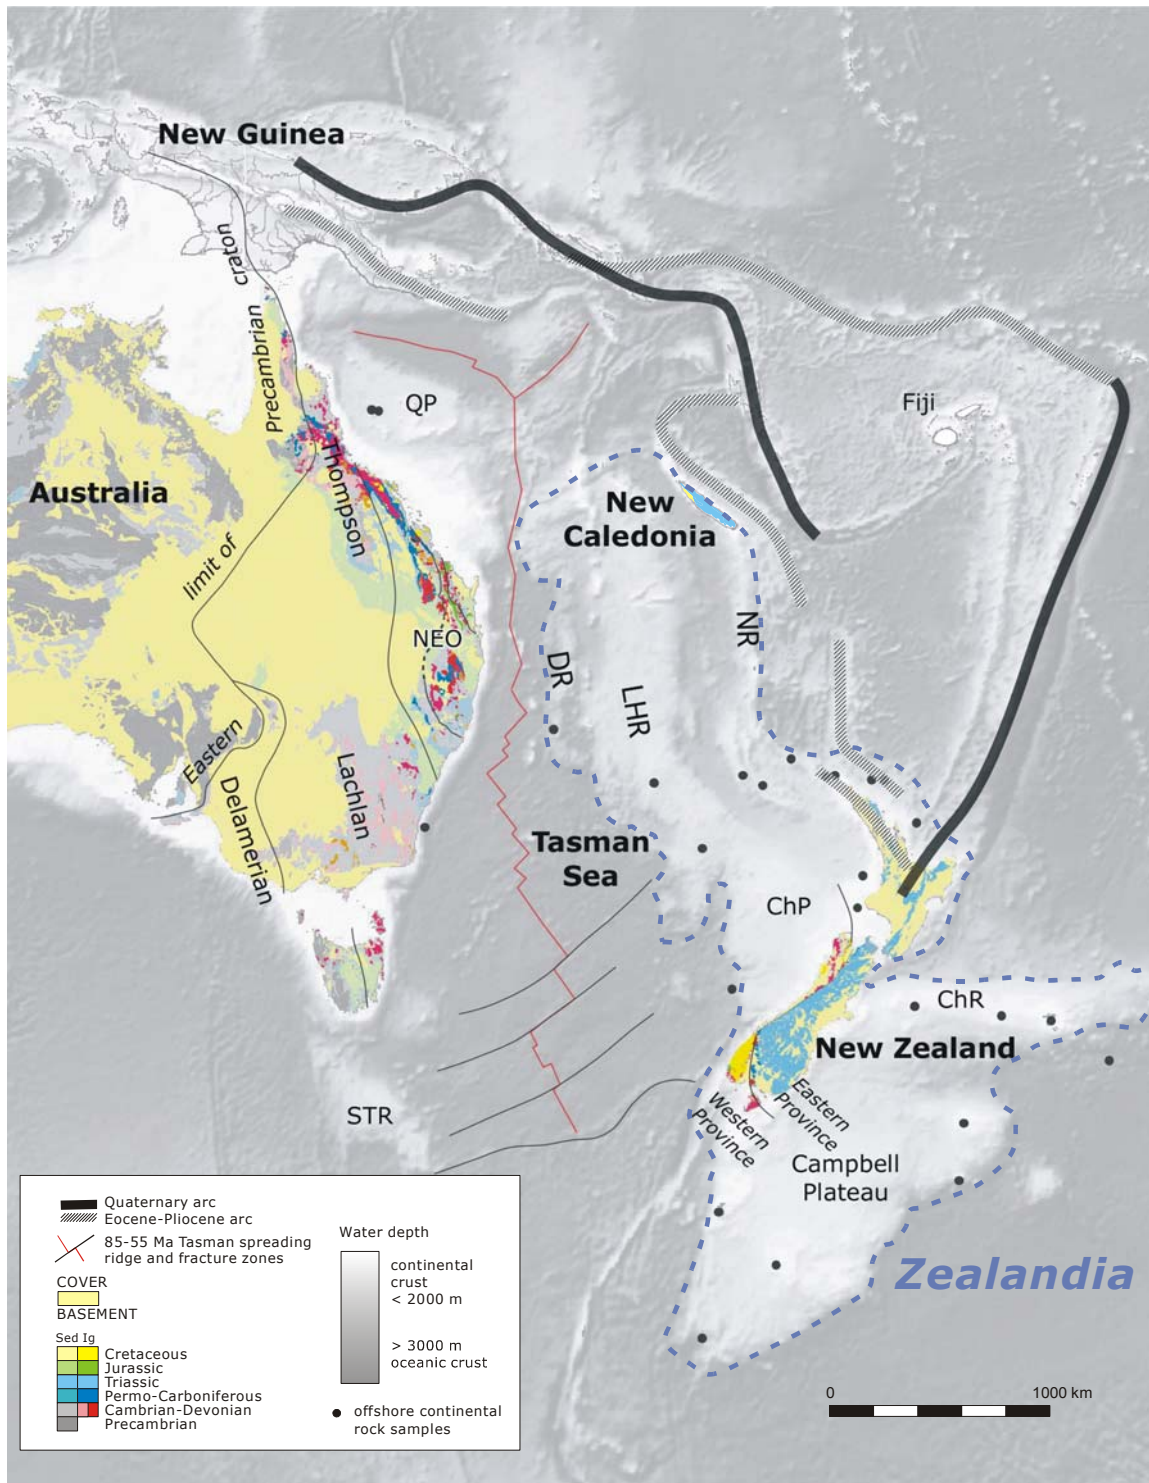 New Guinea
craton
Precambrian
QP
Fiji
Australia
Thompson
New
Caledonia
limit of
NEO
NR
DR
LHR
Eastern
Delamerian
Lachlan
Tasman
Sea
ChP
ChR
New Zealand
STR
Western
Province
Eastern
Province
Campbell
Plateau
Zealandia
Quaternary arc
Eocene-Pliocene arc
85-55 Ma Tasman spreading
ridge and fracture zones
COVER
BASEMENT
Sed Ig
Cretaceous
Jurassic
Triassic
Permo-Carboniferous
Cambrian-Devonian
Precambrian
Water depth
continental
crust
< 2000 m
> 3000 m
oceanic crust
offshore continental
rock samples
0 1000 km